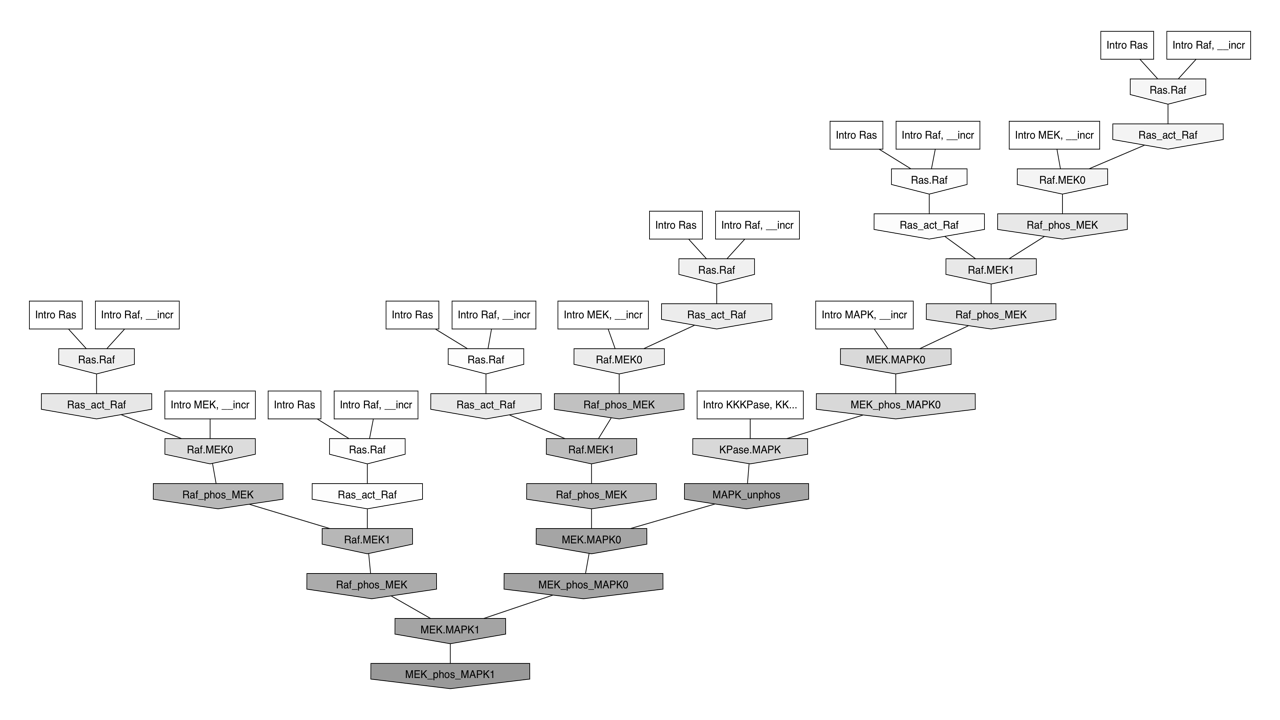 Intro Ras
Intro Raf, __incr
Ras.Raf
Intro Ras
Intro Raf, __incr
Intro MEK, __incr
Ras_act_Raf
Ras.Raf
Raf.MEK0
Intro Ras
Intro Raf, __incr
Ras_act_Raf
Raf_phos_MEK
Ras.Raf
Raf.MEK1
Intro Ras
Intro Raf, __incr
Intro Ras
Intro Raf, __incr
Intro MEK, __incr
Ras_act_Raf
Intro MAPK, __incr
Raf_phos_MEK
Ras.Raf
Ras.Raf
Raf.MEK0
MEK.MAPK0
Ras_act_Raf
Intro MEK, __incr
Intro Ras
Intro Raf, __incr
Ras_act_Raf
Raf_phos_MEK
Intro KKKPase, KK...
MEK_phos_MAPK0
Raf.MEK0
Ras.Raf
Raf.MEK1
KPase.MAPK
Raf_phos_MEK
Ras_act_Raf
Raf_phos_MEK
MAPK_unphos
Raf.MEK1
MEK.MAPK0
Raf_phos_MEK
MEK_phos_MAPK0
MEK.MAPK1
MEK_phos_MAPK1